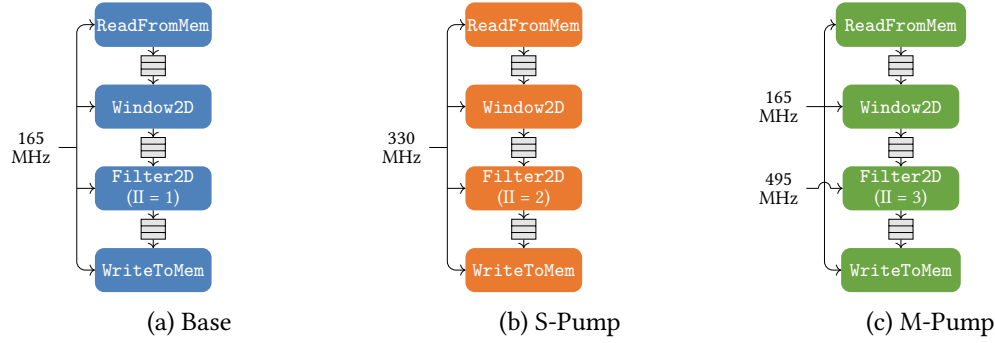 ReadFromMem
Window2D
165
MHz
Filter2D
(II = 1)
WriteToMem
(a) Base
ReadFromMem
Window2D
330
MHz
Filter2D
(II = 2)
WriteToMem
(b) S-Pump
ReadFromMem
165
MHz
Window2D
495
MHz
Filter2D
(II = 3)
WriteToMem
(c) M-Pump